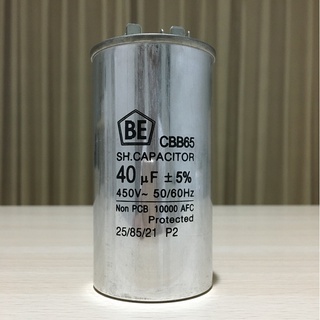 BE
CBB65
SH.CAPACITOR
40 µF ± 5%
450V~ 50/60Hz
Non PCB 10000 AFC
Protected
25/85/21 P2